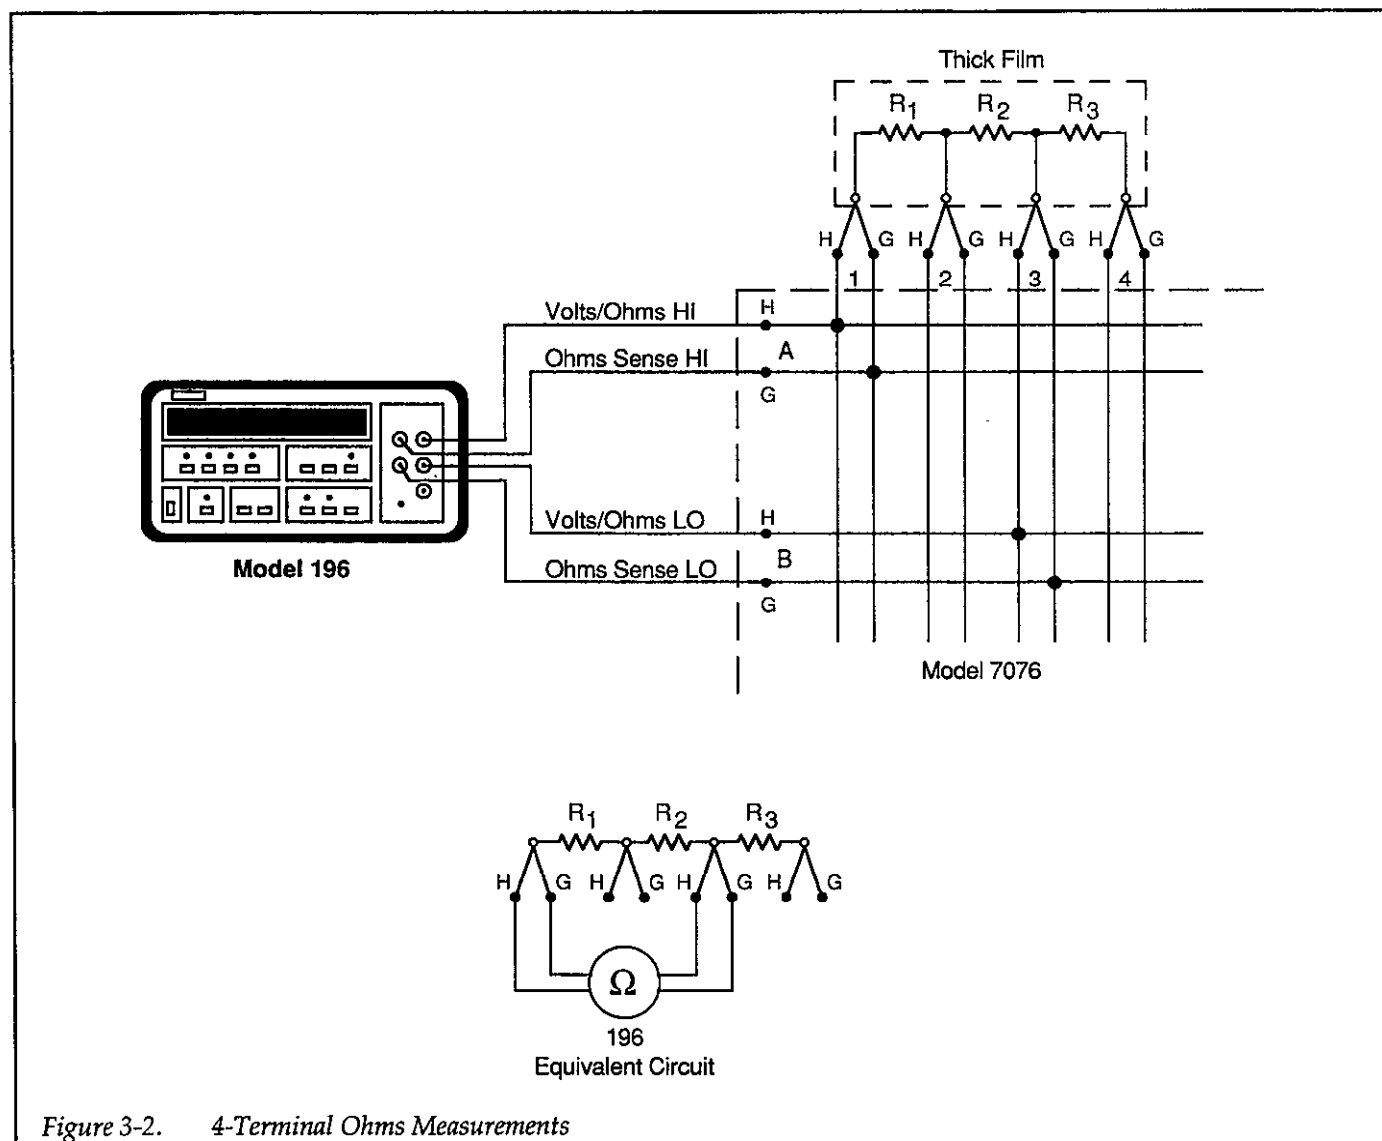 Thick Film
R1 R2 R3
H G H G H G H G
1 2 3 4
Volts/Ohms HI H
Ohms Sense HI A
G
Volts/Ohms LO H
Ohms Sense LO B
G
Model 196
Model 7076
R1 R2 R3
H G H G H G H G
Ω
196
Equivalent Circuit
Figure 3-2. 4-Terminal Ohms Measurements